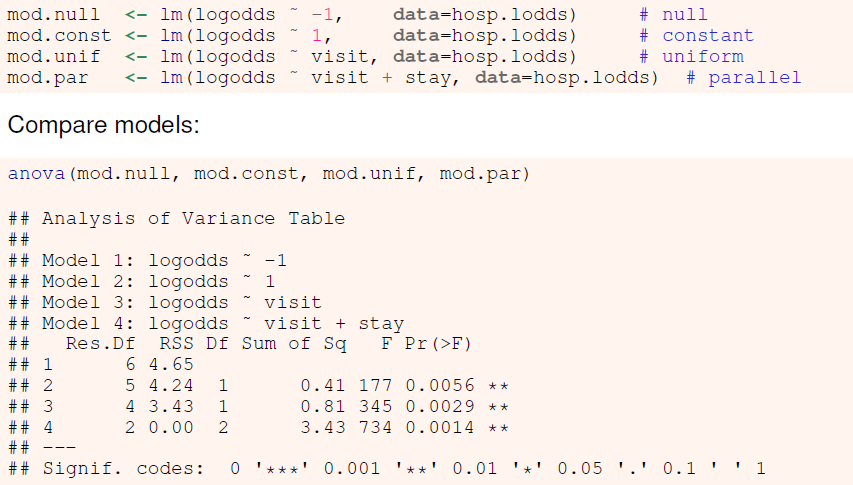 mod.null  <- lm(logodds ~ -1,    data=hosp.lodds)     # null
mod.const <- lm(logodds ~ 1,     data=hosp.lodds)     # constant
mod.unif  <- lm(logodds ~ visit, data=hosp.lodds)     # uniform
mod.par   <- lm(logodds ~ visit + stay, data=hosp.lodds)  # parallel
Compare models:
anova(mod.null, mod.const, mod.unif, mod.par)
## Analysis of Variance Table
##
## Model 1: logodds ~ -1
## Model 2: logodds ~ 1
## Model 3: logodds ~ visit
## Model 4: logodds ~ visit + stay
##   Res.Df  RSS Df Sum of Sq   F Pr(>F)
## 1      6 4.65
## 2      5 4.24  1      0.41 177 0.0056 **
## 3      4 3.43  1      0.81 345 0.0029 **
## 4      2 0.00  2      3.43 734 0.0014 **
## ---
## Signif. codes:  0 '***' 0.001 '**' 0.01 '*' 0.05 '.' 0.1 ' ' 1